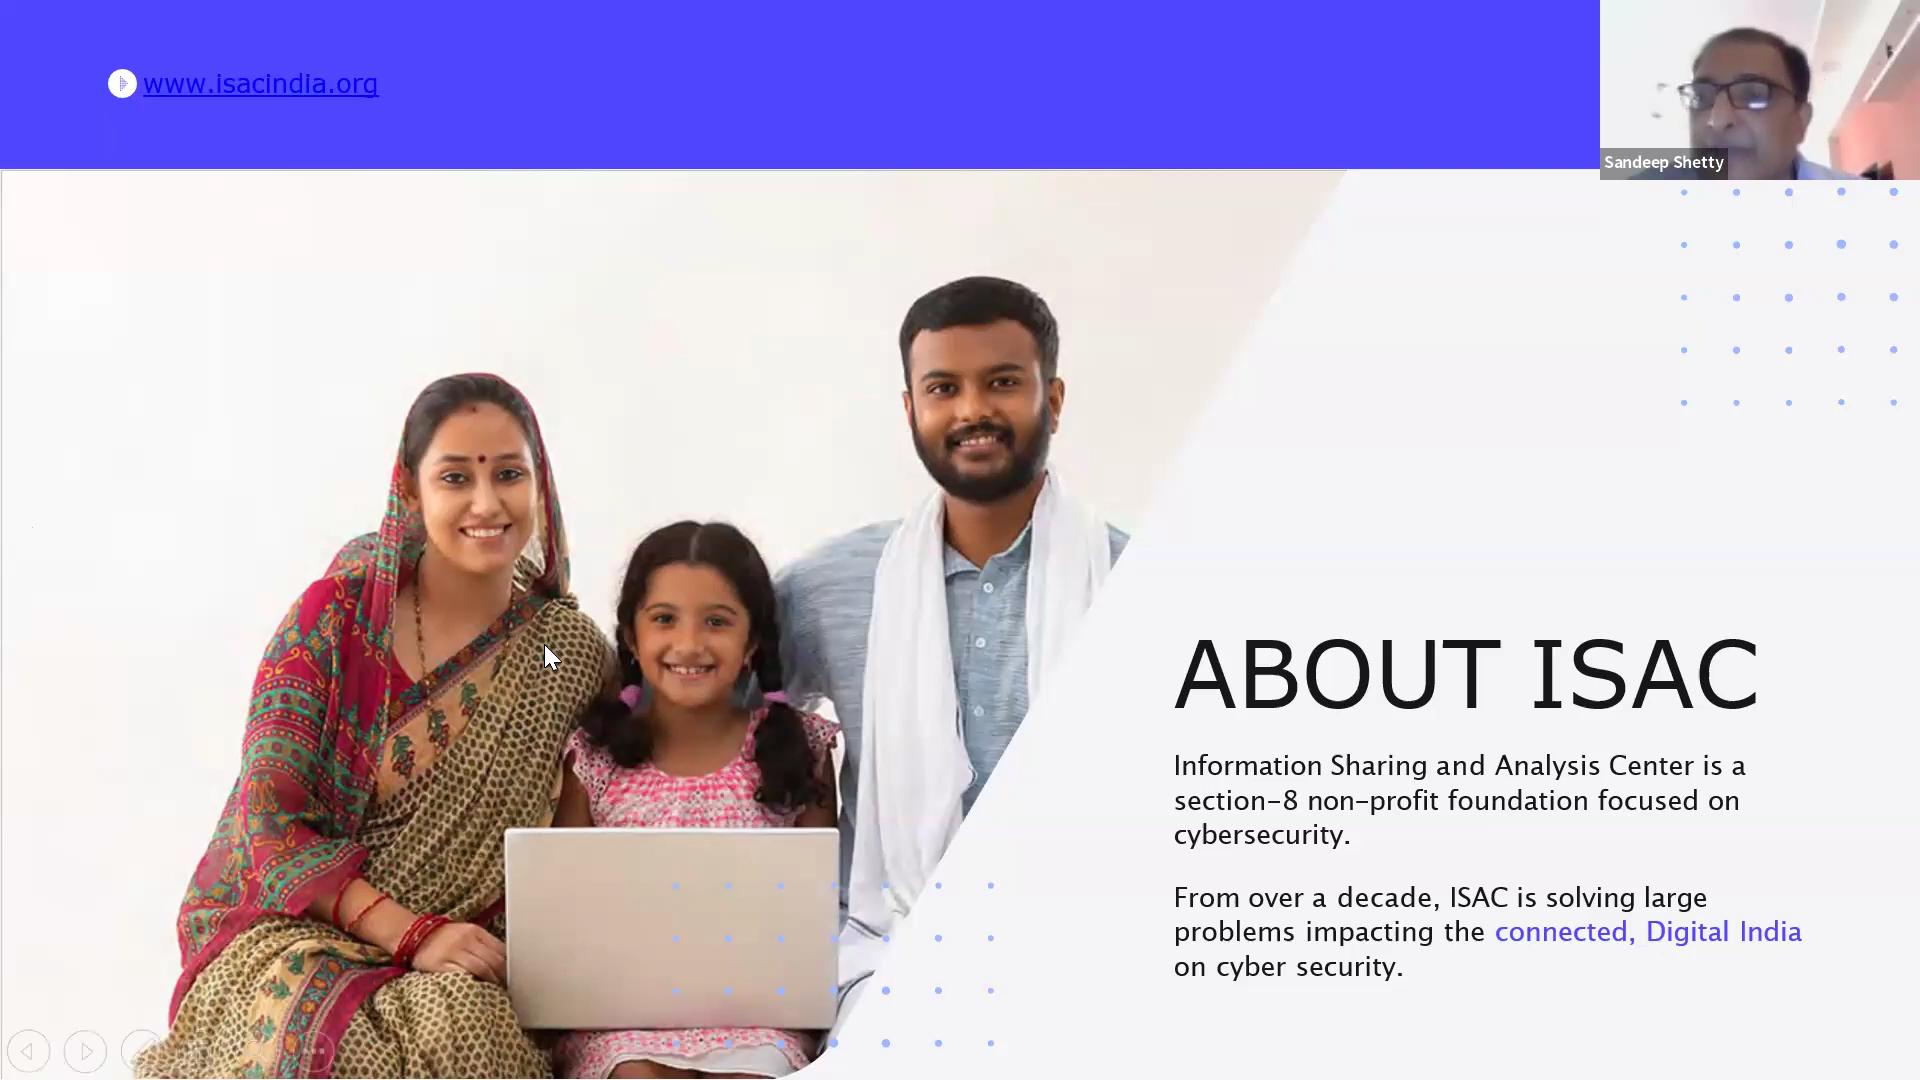 www.isacindia.org
Sandeep Shetty
ABOUT ISAC
Information Sharing and Analysis Center is a
section-8 non-profit foundation focused on
cybersecurity.
From over a decade, ISAC is solving large
problems impacting the connected, Digital India
on cyber security.